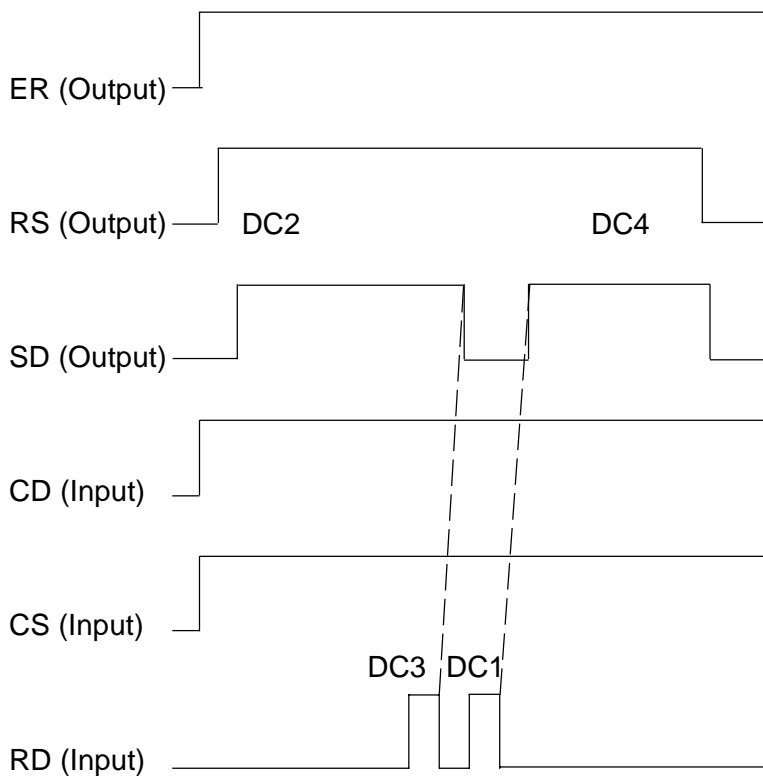 ER (Output)
RS (Output)
DC2
DC4
SD (Output)
CD (Input)
CS (Input)
DC3
DC1
RD (Input)